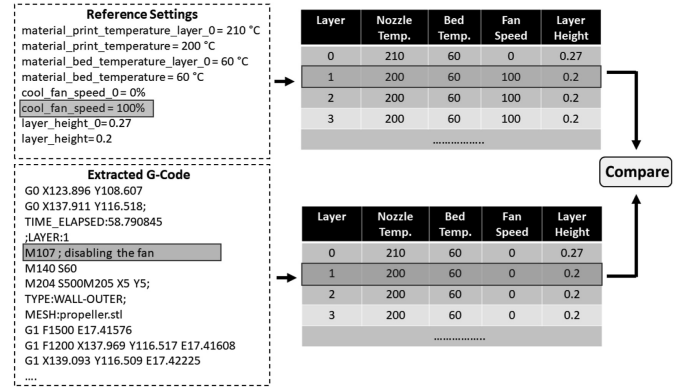 Reference Settings
material_print_temperature_layer_0 = 210 °C
material_print_temperature = 200 °C
material_bed_temperature_layer_0 = 60 °C
material_bed_temperature = 60 °C
cool_fan_speed_0 = 0%
cool_fan_speed = 100%
layer_height_0=0.27
layer_height=0.2
Layer Nozzle Temp. Bed Temp. Fan Speed Layer Height
0 210 60 0 0.27
1 200 60 100 0.2
2 200 60 100 0.2
3 200 60 100 0.2
................
Compare
Extracted G-Code
G0 X123.896 Y108.607
G0 X137.911 Y116.518;
TIME_ELAPSED:58.790845
;LAYER:1
M107 ; disabling the fan
M140 S60
M204 S500M205 X5 Y5;
TYPE:WALL-OUTER;
MESH:propeller.stl
G1 F1500 E17.41576
G1 F1200 X137.969 Y116.517 E17.41608
G1 X139.093 Y116.509 E17.42225
....
Layer Nozzle Temp. Bed Temp. Fan Speed Layer Height
0 210 60 0 0.27
1 200 60 0 0.2
2 200 60 0 0.2
3 200 60 0 0.2
................